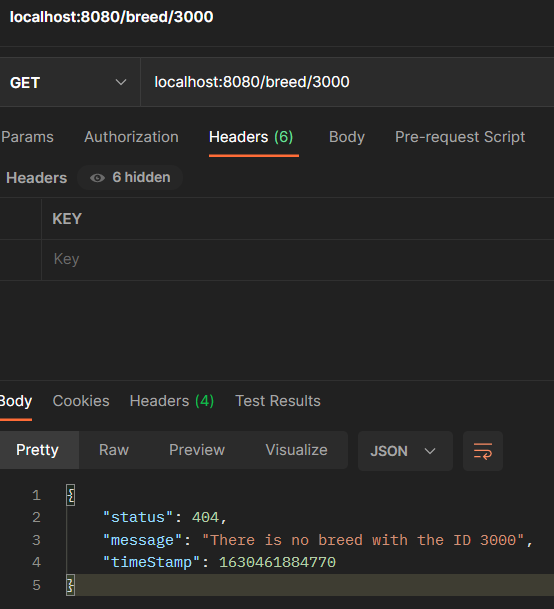 localhost:8080/breed/3000
GET localhost:8080/breed/3000
Params Authorization Headers (6) Body Pre-request Script
Headers 6 hidden
KEY
Key
Body Cookies Headers (4) Test Results
Pretty Raw Preview Visualize JSON
1 {
2 "status": 404,
3 "message": "There is no breed with the ID 3000",
4 "timeStamp": 1630461884770
5 }